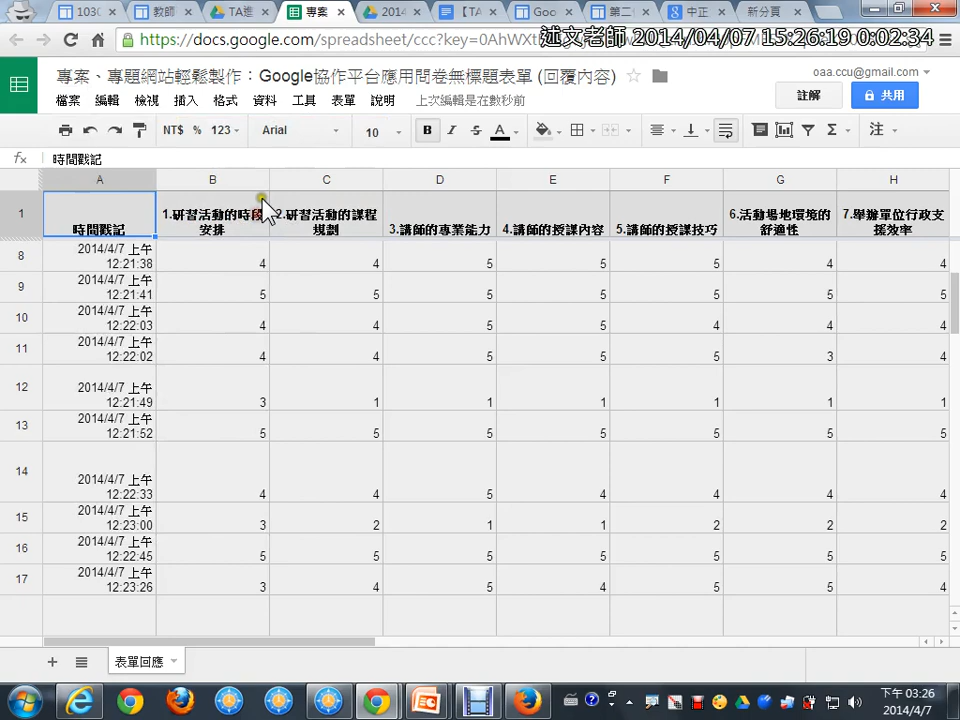 1030
教師
TA進
專案
2014
【TA
Goo
第二
中正
新分頁
https://docs.google.com/spreadsheet/ccc?key=0AhWXt
述文老師 2014/04/07 15:26:19 0:02:34
專案、專題網站輕鬆製作：Google協作平台應用問卷無標題表單 (回覆內容)
oaa.ccu@gmail.com
檔案 編輯 檢視 插入 格式 資料 工具 表單 說明 上次編輯是在數秒前
註解 共用
NT$ % 123 Arial 10 B I S A Σ 注
fx 時間戳記
A B C D E F G H
1 時間戳記 1.研習活動的時段安排 2.研習活動的課程規劃 3.講師的專業能力 4.講師的授課內容 5.講師的授課技巧 6.活動場地環境的舒適性 7.舉辦單位行政支援效率
8 2014/4/7 上午 12:21:38 4 4 5 5 5 4 4
9 2014/4/7 上午 12:21:41 5 5 5 5 5 5 5
10 2014/4/7 上午 12:22:03 4 4 5 5 4 4 4
11 2014/4/7 上午 12:22:02 4 4 5 5 5 3 4
12 2014/4/7 上午 12:21:49 3 1 1 1 1 1 1
13 2014/4/7 上午 12:21:52 5 5 5 5 5 5 5
14 2014/4/7 上午 12:22:33 4 4 5 4 4 4 4
15 2014/4/7 上午 12:23:00 3 2 1 1 2 2 2
16 2014/4/7 上午 12:22:45 5 5 5 5 5 5 5
17 2014/4/7 上午 12:23:26 3 4 5 4 5 5 4
表單回應
下午 03:26
2014/4/7